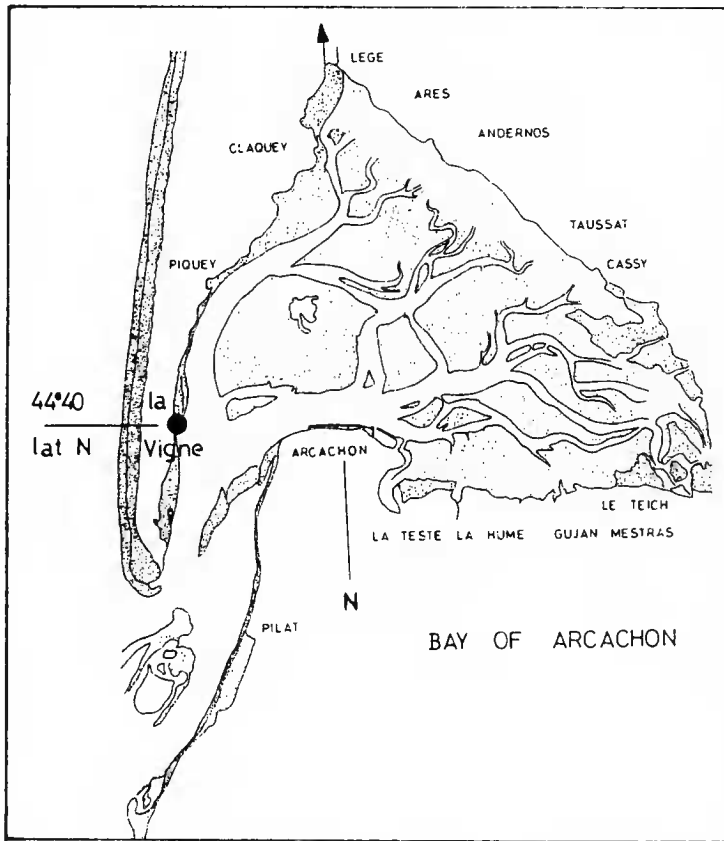 LEGE
ARES
ANDERNOS
CLAQUEY
TAUSSAT
CASSY
PIQUEY
44°40 la
lat N Vigne
ARCACHON
LE TEICH
LA TESTE LA HUME GUJAN MESTRAS
N
PILAT
BAY OF ARCACHON